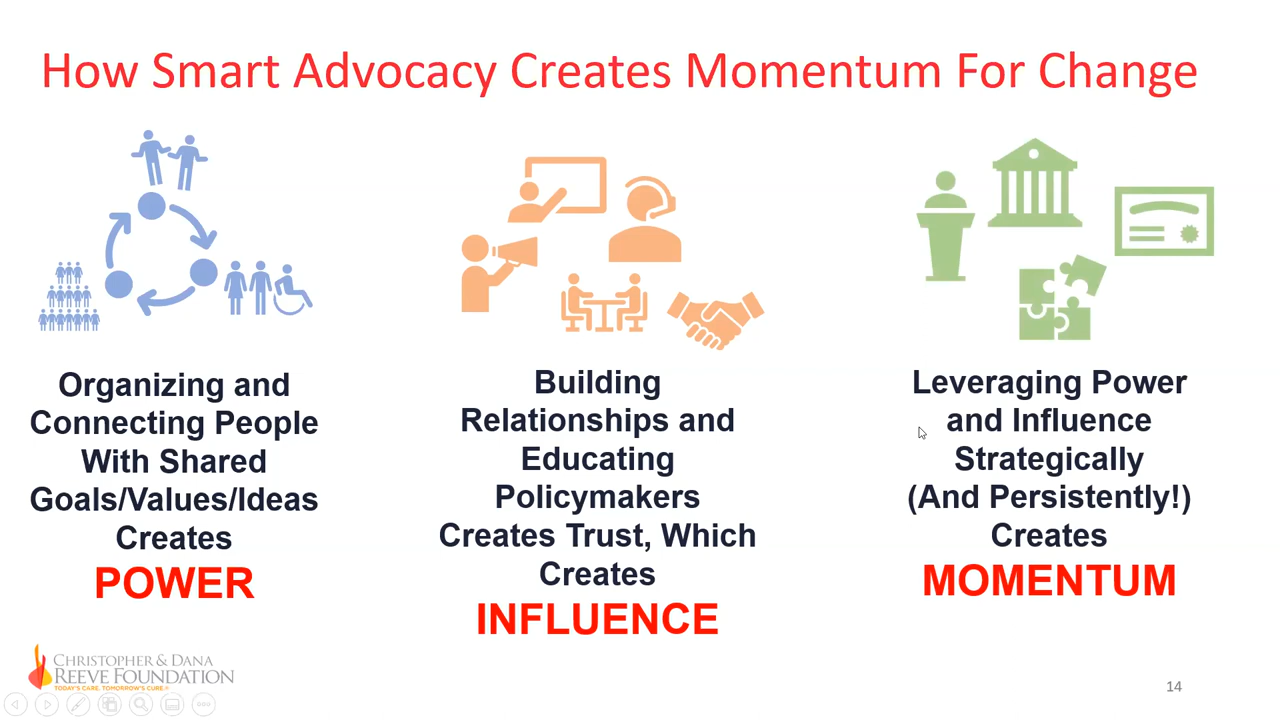 How Smart Advocacy Creates Momentum For Change
Organizing and
Connecting People
With Shared
Goals/Values/Ideas
Creates
POWER
Building
Relationships and
Educating
Policymakers
Creates Trust, Which
Creates
INFLUENCE
Leveraging Power
and Influence
Strategically
(And Persistently!)
Creates
MOMENTUM
CHRISTOPHER & DANA
REEVE FOUNDATION
TODAY'S CARE. TOMORROW'S CURE.
14